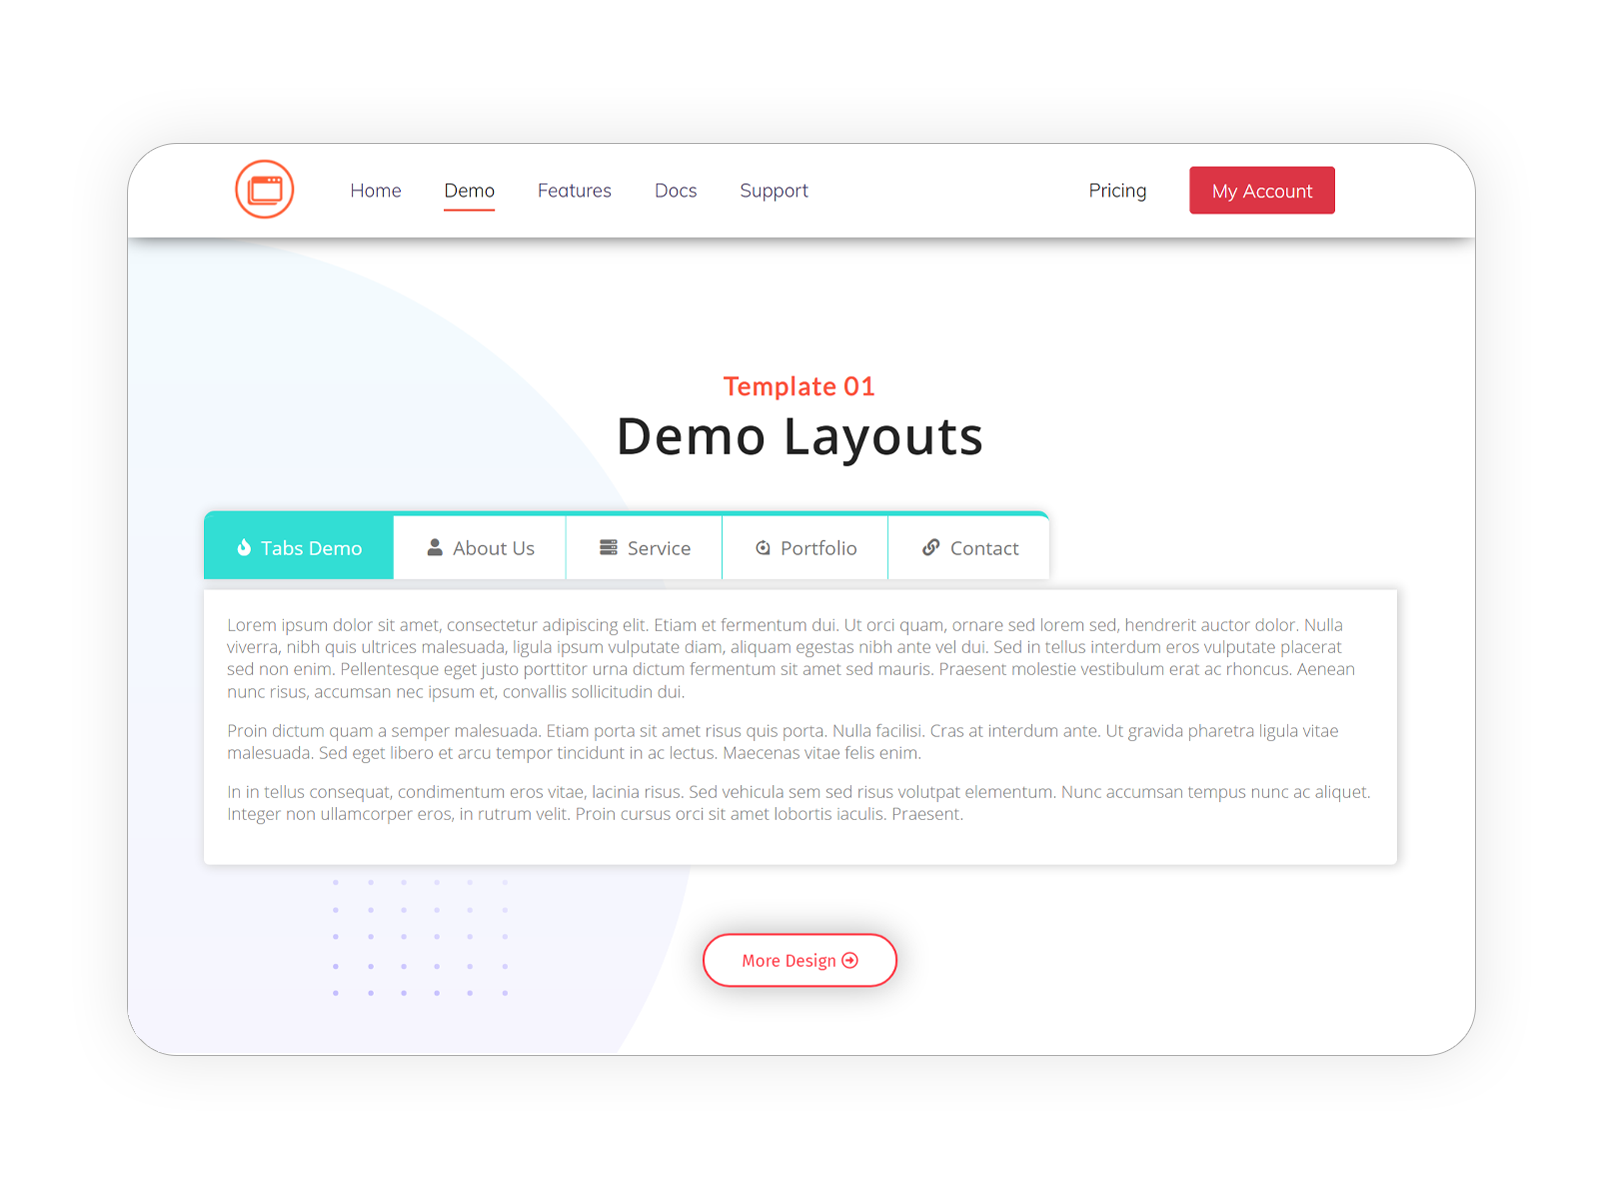 Home Demo Features Docs Support Pricing My Account
Template 01
Demo Layouts
Tabs Demo About Us Service Portfolio Contact
Lorem ipsum dolor sit amet, consectetur adipiscing elit. Etiam et fermentum dui. Ut orci quam, ornare sed lorem sed, hendrerit auctor dolor. Nulla
viverra, nibh quis ultrices malesuada, ligula ipsum vulputate diam, aliquam egestas nibh ante vel dui. Sed in tellus interdum eros vulputate placerat
sed non enim. Pellentesque eget justo porttitor urna dictum fermentum sit amet sed mauris. Praesent molestie vestibulum erat ac rhoncus. Aenean
nunc risus, accumsan nec ipsum et, convallis sollicitudin dui.
Proin dictum quam a semper malesuada. Etiam porta sit amet risus quis porta. Nulla facilisi. Cras at interdum ante. Ut gravida pharetra ligula vitae
malesuada. Sed eget libero et arcu tempor tincidunt in ac lectus. Maecenas vitae felis enim.
In in tellus consequat, condimentum eros vitae, lacinia risus. Sed vehicula sem sed risus volutpat elementum. Nunc accumsan tempus nunc ac aliquet.
Integer non ullamcorper eros, in rutrum velit. Proin cursus orci sit amet lobortis iaculis. Praesent.
More Design